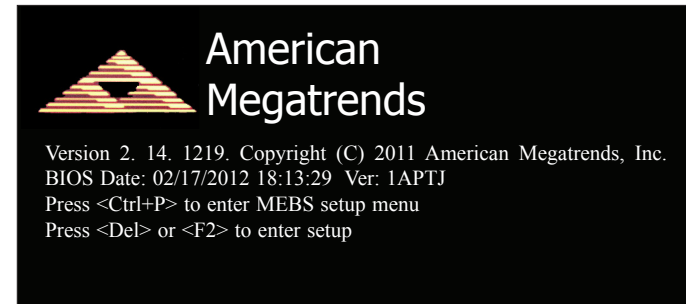 American
Megatrends
Version 2. 14. 1219. Copyright (C) 2011 American Megatrends, Inc.
BIOS Date: 02/17/2012 18:13:29 Ver: 1APTJ
Press <Ctrl+P> to enter MEBS setup menu
Press <Del> or <F2> to enter setup